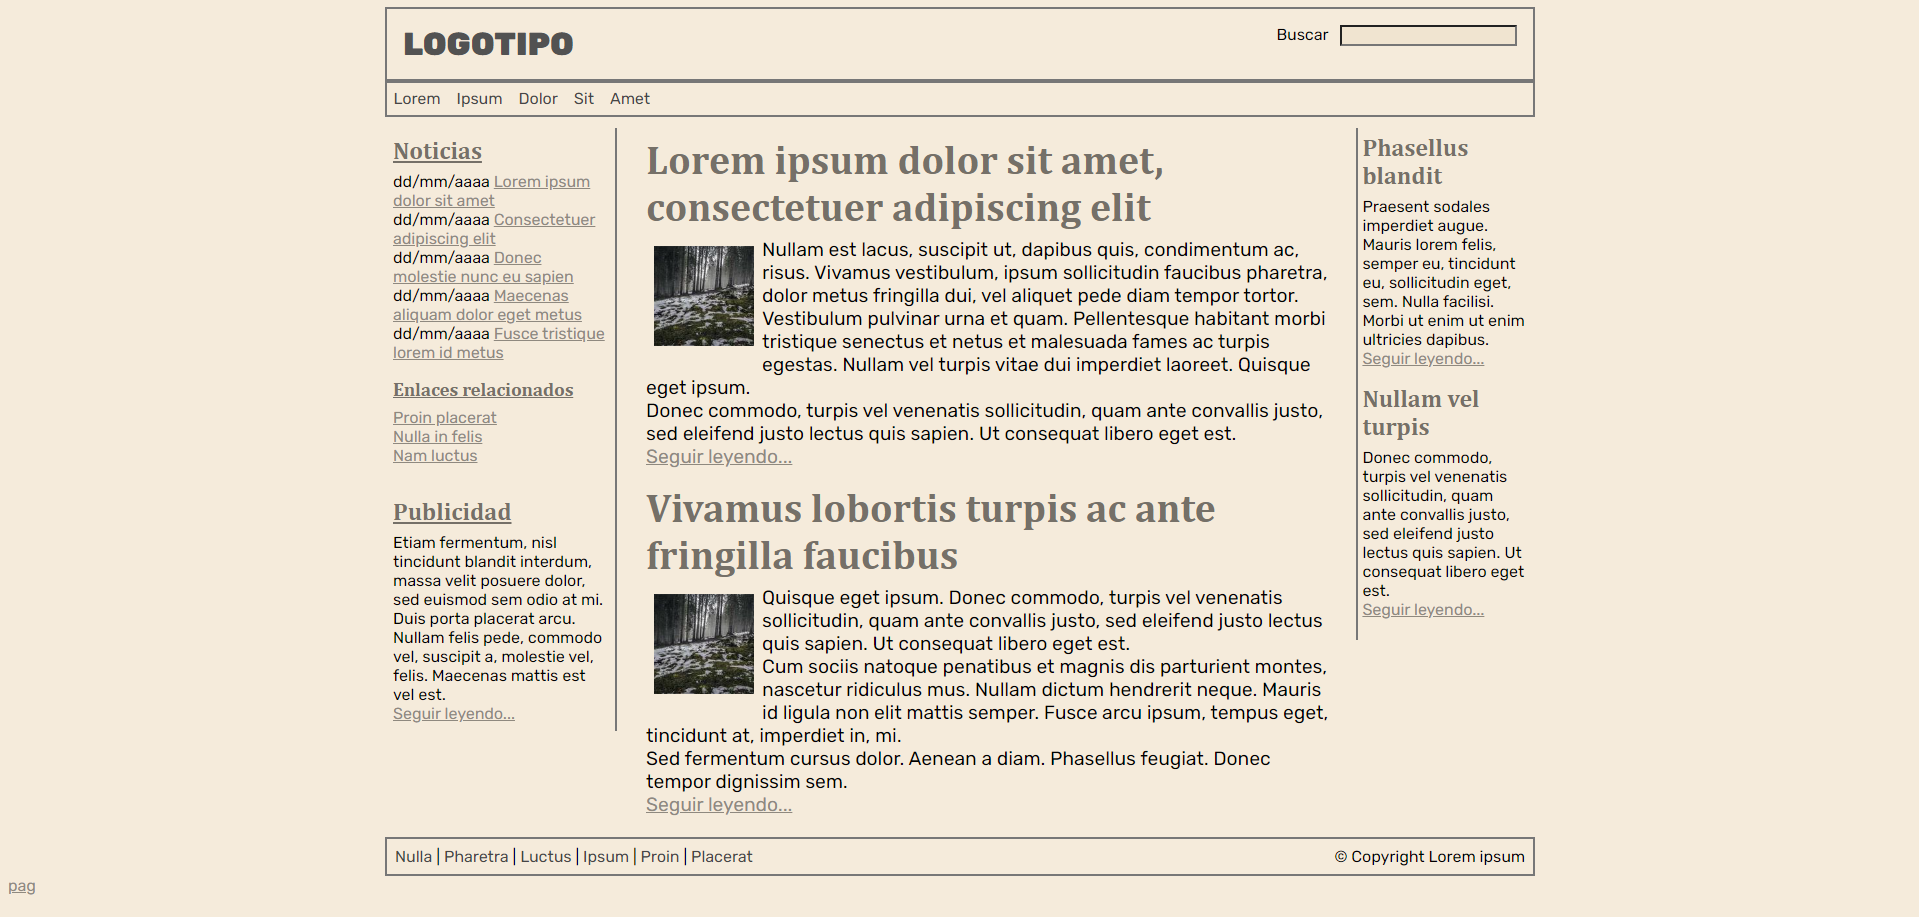 LOGOTIPO
Buscar
Lorem Ipsum Dolor Sit Amet
Noticias
dd/mm/aaaa Lorem ipsum
dolor sit amet
dd/mm/aaaa Consectetuer
adipiscing elit
dd/mm/aaaa Donec
molestie nunc eu sapien
dd/mm/aaaa Maecenas
aliquam dolor eget metus
dd/mm/aaaa Fusce tristique
lorem id metus
Enlaces relacionados
Proin placerat
Nulla in felis
Nam luctus
Publicidad
Etiam fermentum, nisl
tincidunt blandit interdum,
massa velit posuere dolor,
sed euismod sem odio at mi.
Duis porta placerat arcu.
Nullam felis pede, commodo
vel, suscipit a, molestie vel,
felis. Maecenas mattis est
vel est.
Seguir leyendo...
Lorem ipsum dolor sit amet,
consectetuer adipiscing elit
Nullam est lacus, suscipit ut, dapibus quis, condimentum ac,
risus. Vivamus vestibulum, ipsum sollicitudin faucibus pharetra,
dolor metus fringilla dui, vel aliquet pede diam tempor tortor.
Vestibulum pulvinar urna et quam. Pellentesque habitant morbi
tristique senectus et netus et malesuada fames ac turpis
egestas. Nullam vel turpis vitae dui imperdiet laoreet. Quisque
eget ipsum.
Donec commodo, turpis vel venenatis sollicitudin, quam ante convallis justo,
sed eleifend justo lectus quis sapien. Ut consequat libero eget est.
Seguir leyendo...
Vivamus lobortis turpis ac ante
fringilla faucibus
Quisque eget ipsum. Donec commodo, turpis vel venenatis
sollicitudin, quam ante convallis justo, sed eleifend justo lectus
quis sapien. Ut consequat libero eget est.
Cum sociis natoque penatibus et magnis dis parturient montes,
nascetur ridiculus mus. Nullam dictum hendrerit neque. Mauris
id ligula non elit mattis semper. Fusce arcu ipsum, tempus eget,
tincidunt at, imperdiet in, mi.
Sed fermentum cursus dolor. Aenean a diam. Phasellus feugiat. Donec
tempor dignissim sem.
Seguir leyendo...
Phasellus
blandit
Praesent sodales
imperdiet augue.
Mauris lorem felis,
semper eu, tincidunt
eu, sollicitudin eget,
sem. Nulla facilisi.
Morbi ut enim ut enim
ultricies dapibus.
Seguir leyendo...
Nullam vel
turpis
Donec commodo,
turpis vel venenatis
sollicitudin, quam
ante convallis justo,
sed eleifend justo
lectus quis sapien. Ut
consequat libero eget
est.
Seguir leyendo...
Nulla | Pharetra | Luctus | Ipsum | Proin | Placerat
© Copyright Lorem ipsum
pag